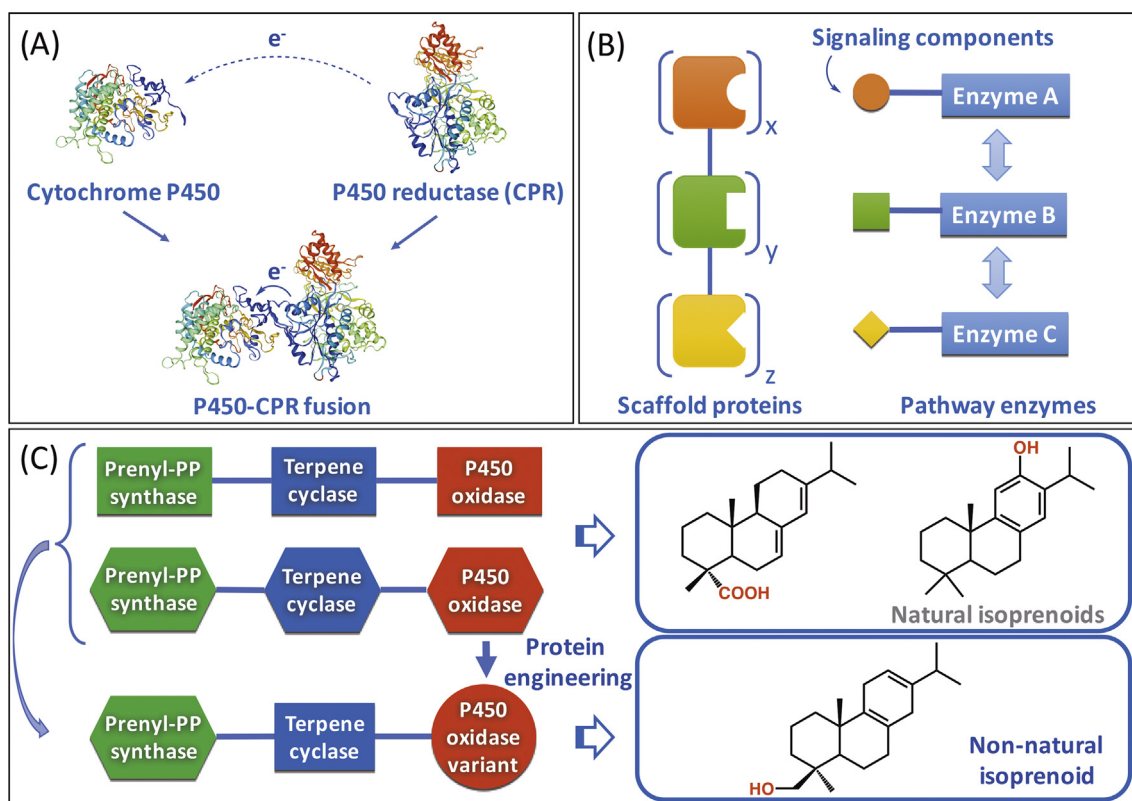 (A)
e-
Cytochrome P450
P450 reductase (CPR)
e-
P450-CPR fusion
(B)
Signaling components
x
y
z
Enzyme A
Enzyme B
Enzyme C
Scaffold proteins
Pathway enzymes
(C)
Prenyl-PP
synthase
Terpene
cyclase
P450
oxidase
Prenyl-PP
synthase
Terpene
cyclase
P450
oxidase
Protein
engineering
Prenyl-PP
synthase
Terpene
cyclase
P450
oxidase
variant
COOH
OH
Natural isoprenoids
HO
Non-natural
isoprenoid